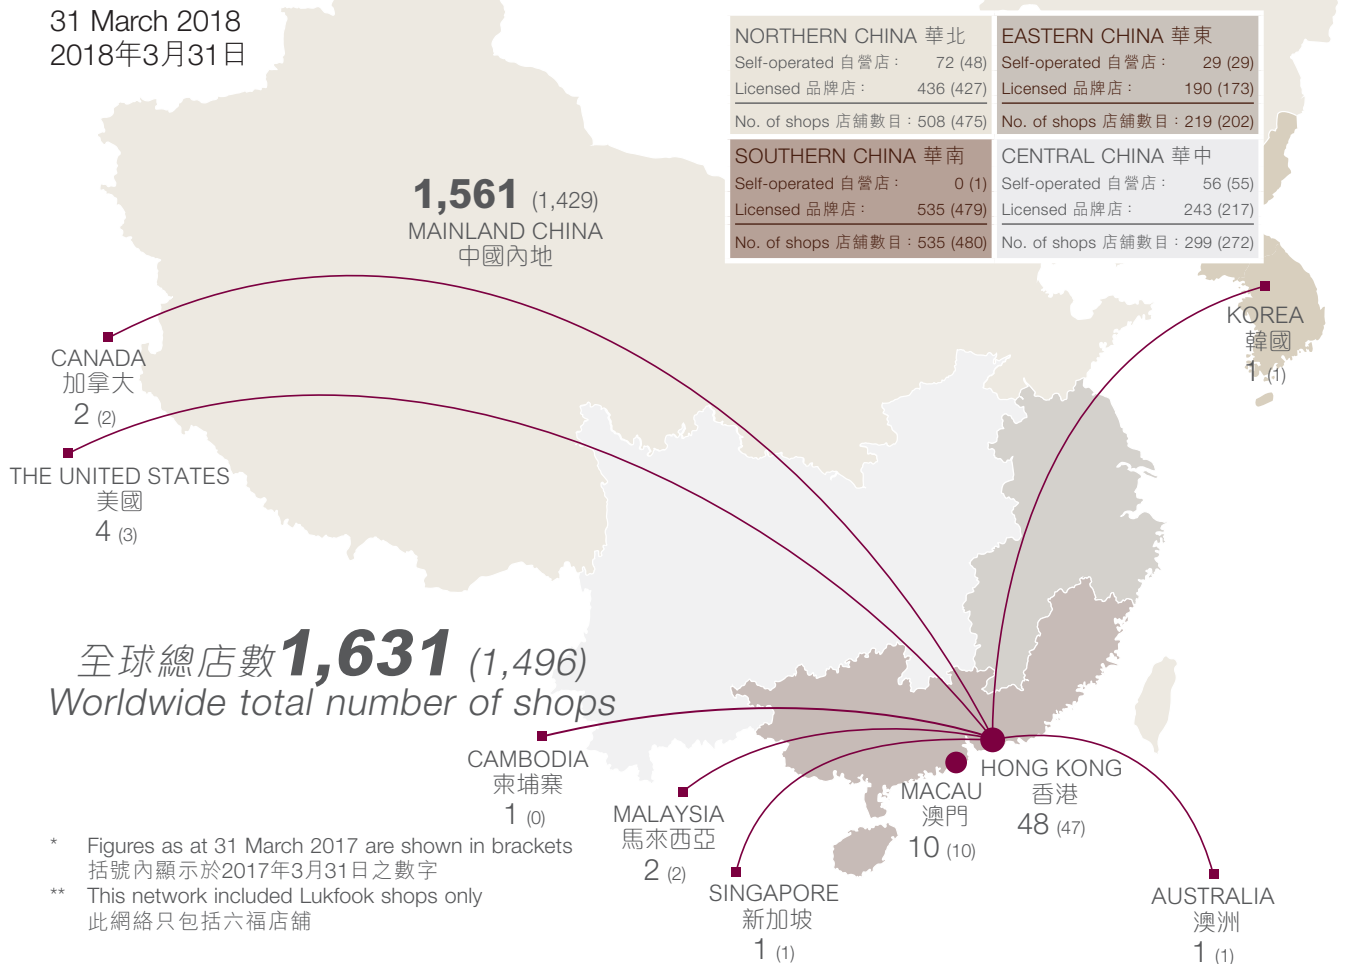 31 March 2018
2018年3月31日
NORTHERN CHINA 華北
Self-operated 自營店： 72 (48)
Licensed 品牌店： 436 (427)
No. of shops 店舖數目：508 (475)
EASTERN CHINA 華東
Self-operated 自營店： 29 (29)
Licensed 品牌店： 190 (173)
No. of shops 店舖數目：219 (202)
SOUTHERN CHINA 華南
Self-operated 自營店： 0 (1)
Licensed 品牌店： 535 (479)
No. of shops 店舖數目：535 (480)
CENTRAL CHINA 華中
Self-operated 自營店： 56 (55)
Licensed 品牌店： 243 (217)
No. of shops 店舖數目：299 (272)
1,561 (1,429)
MAINLAND CHINA
中國內地
KOREA
韓國
1 (1)
CANADA
加拿大
2 (2)
THE UNITED STATES
美國
4 (3)
全球總店數1,631 (1,496)
Worldwide total number of shops
CAMBODIA
柬埔寨
1 (0)
MALAYSIA
馬來西亞
2 (2)
SINGAPORE
新加坡
1 (1)
MACAU
澳門
10 (10)
HONG KONG
香港
48 (47)
AUSTRALIA
澳洲
1 (1)
* Figures as at 31 March 2017 are shown in brackets
括號內顯示於2017年3月31日之數字
** This network included Lukfook shops only
此網絡只包括六福店舖